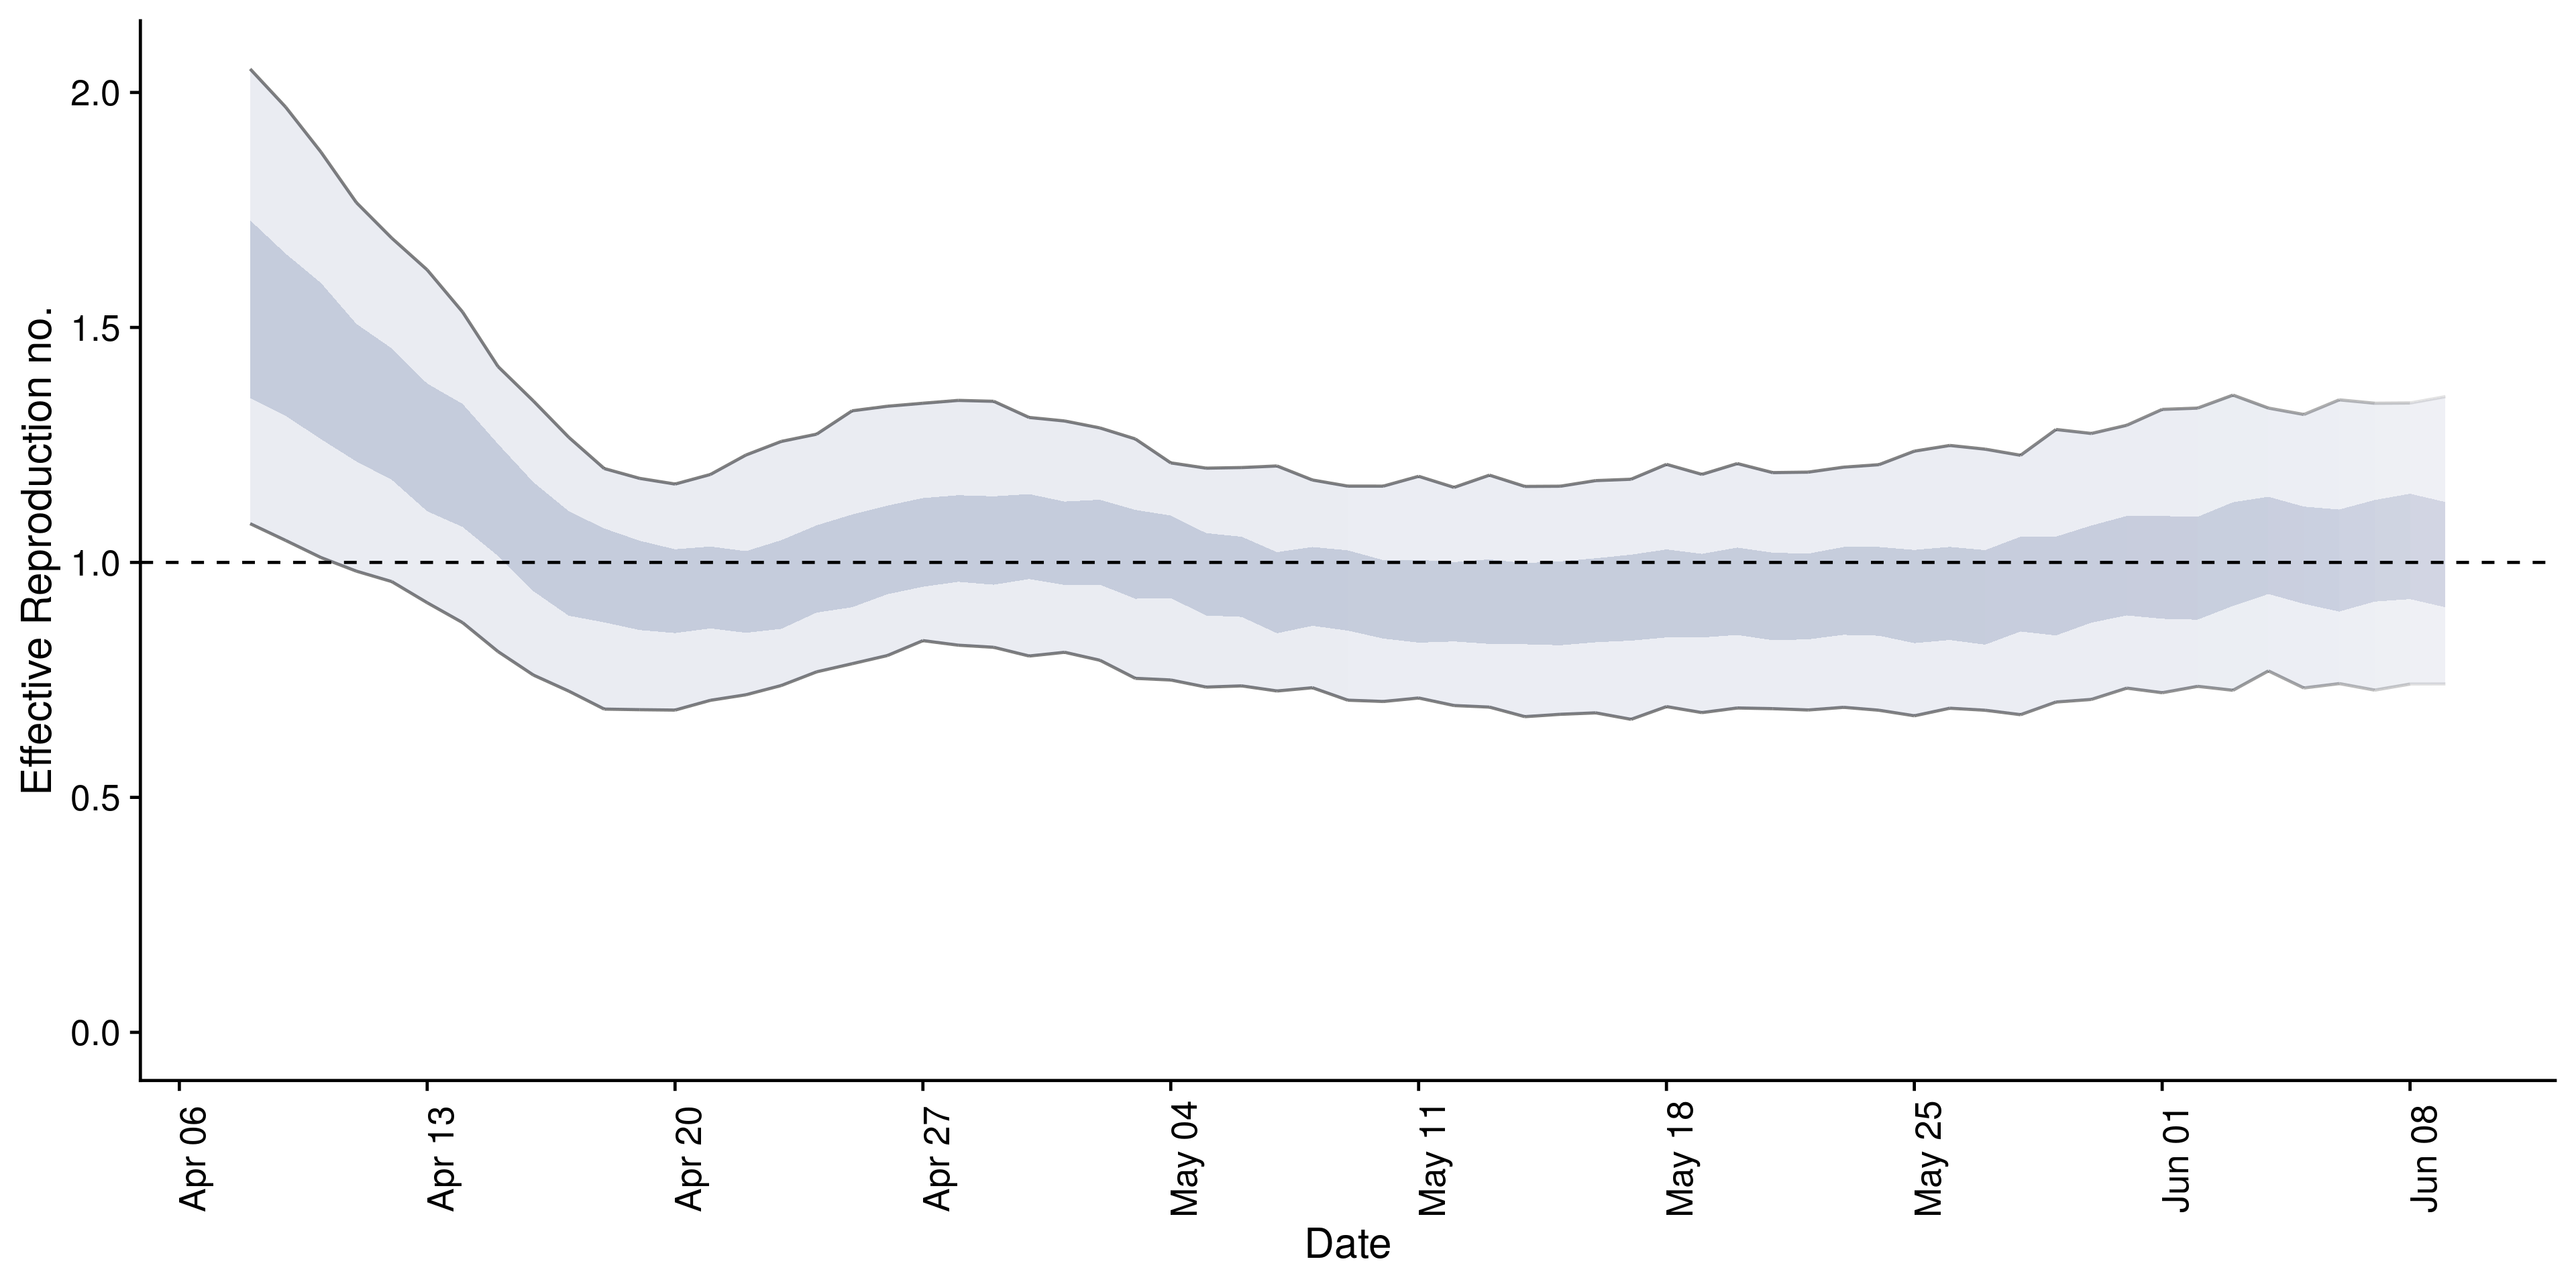 Effective Reproduction no.
2.0
1.5
1.0
0.5
0.0
Apr 06
Apr 13
Apr 20
Apr 27
May 04
May 11
May 18
May 25
Jun 01
Jun 08
Date